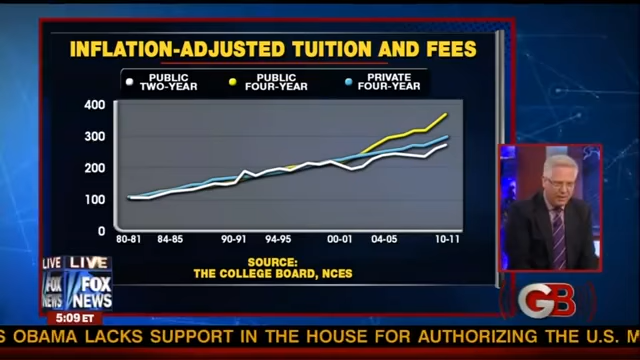 INFLATION-ADJUSTED TUITION AND FEES
PUBLIC TWO-YEAR
PUBLIC FOUR-YEAR
PRIVATE FOUR-YEAR
400
300
200
100
0
80-81 84-85 90-91 94-95 00-01 04-05 10-11
SOURCE:
THE COLLEGE BOARD, NCES
LIVE LIVE
FOX NEWS
FOX NEWS
5:09 ET
GB
S OBAMA LACKS SUPPORT IN THE HOUSE FOR AUTHORIZING THE U.S. M